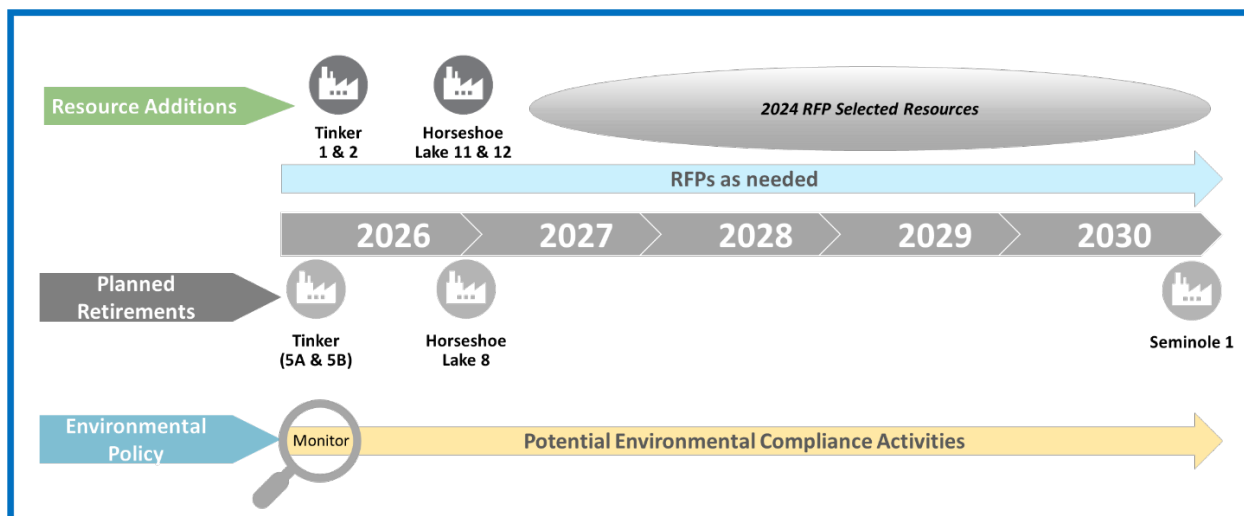 Resource Additions
Tinker
1 & 2
Horseshoe
Lake 11 & 12
2024 RFP Selected Resources
RFPs as needed
2026 2027 2028 2029 2030
Planned
Retirements
Tinker
(5A & 5B)
Horseshoe
Lake 8
Seminole 1
Environmental
Policy
Monitor
Potential Environmental Compliance Activities